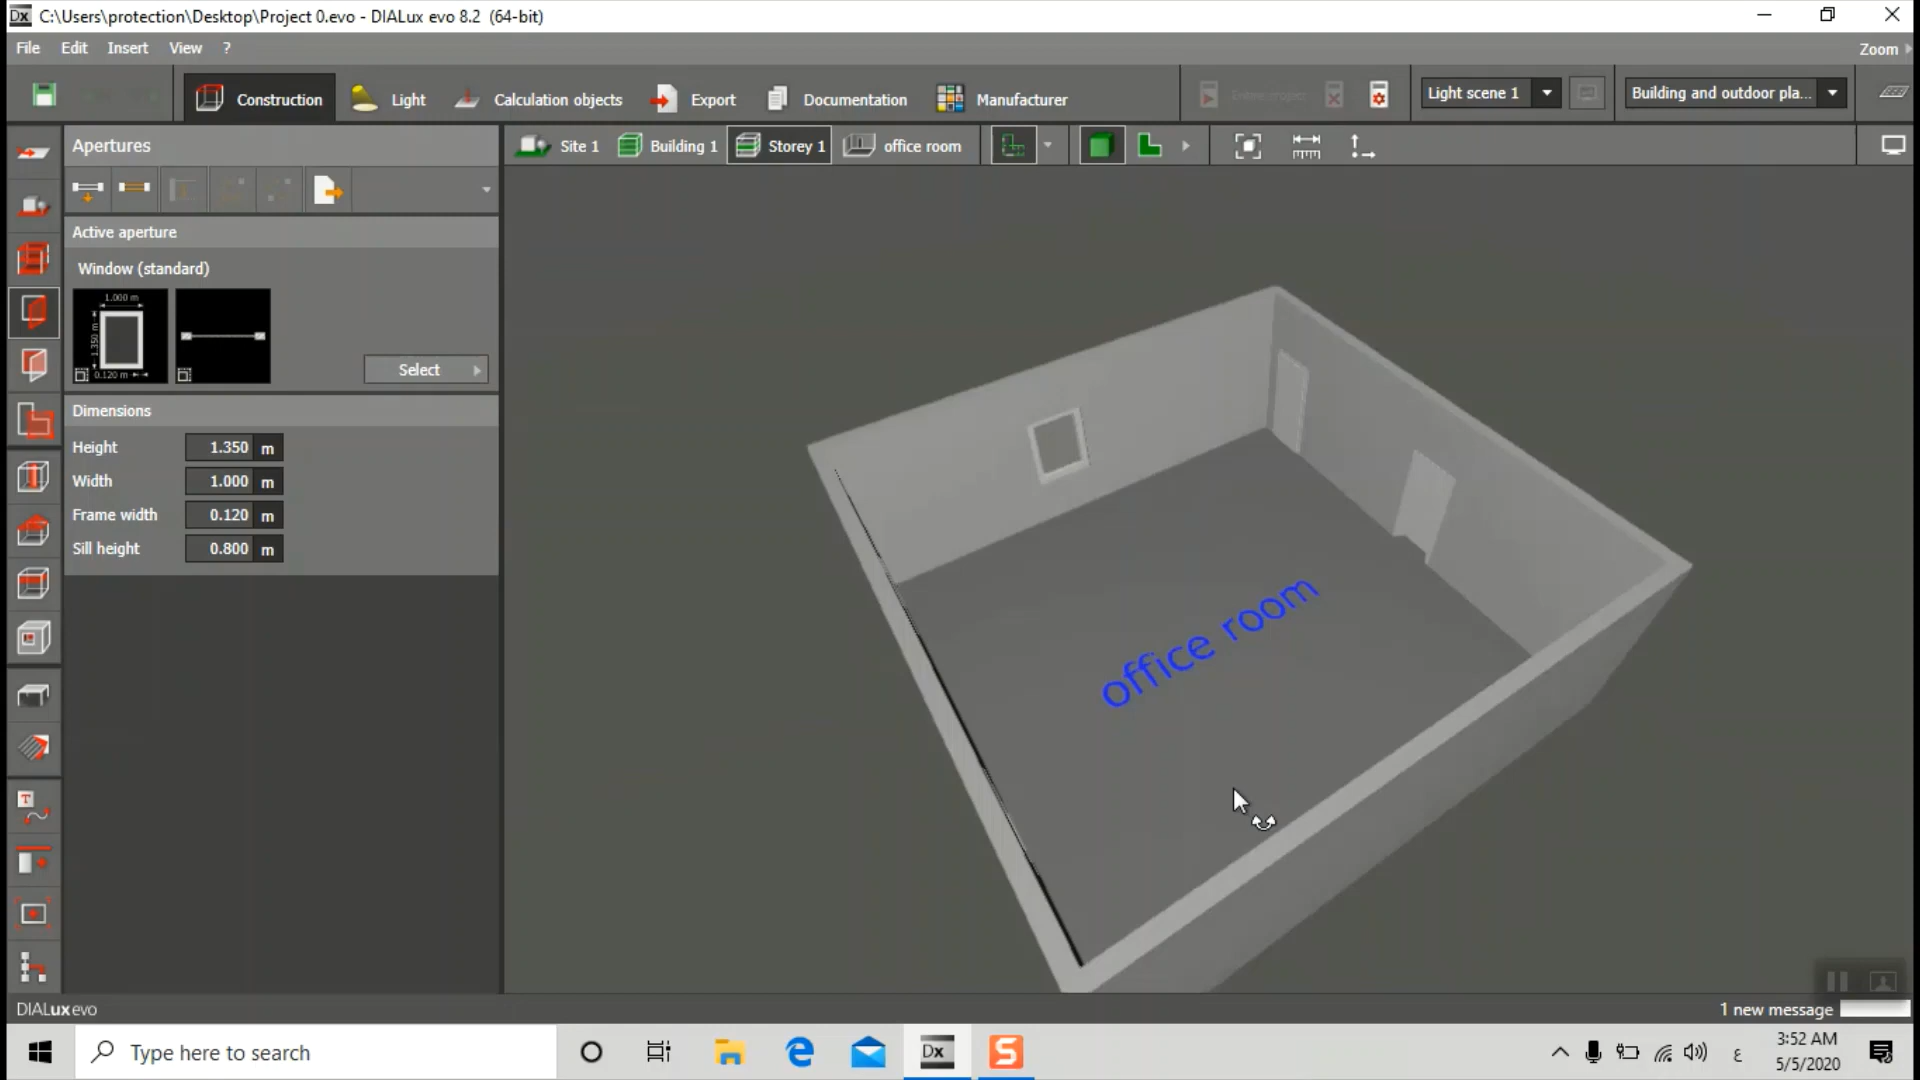 Dx C:\Users\protection\Desktop\Project 0.evo - DIALux evo 8.2 (64-bit)
File Edit Insert View ? Zoom
Construction Light Calculation objects Export Documentation Manufacturer Light scene 1 Building and outdoor pla...
Apertures
Site 1 Building 1 Storey 1 office room
Active aperture
Window (standard)
1.000 m
1.350 m
0.120 m
Select
Dimensions
Height 1.350 m
Width 1.000 m
Frame width 0.120 m
Sill height 0.800 m
office room
T
DIALux evo
1 new message
Type here to search
Dx
S
ع
3:52 AM
5/5/2020